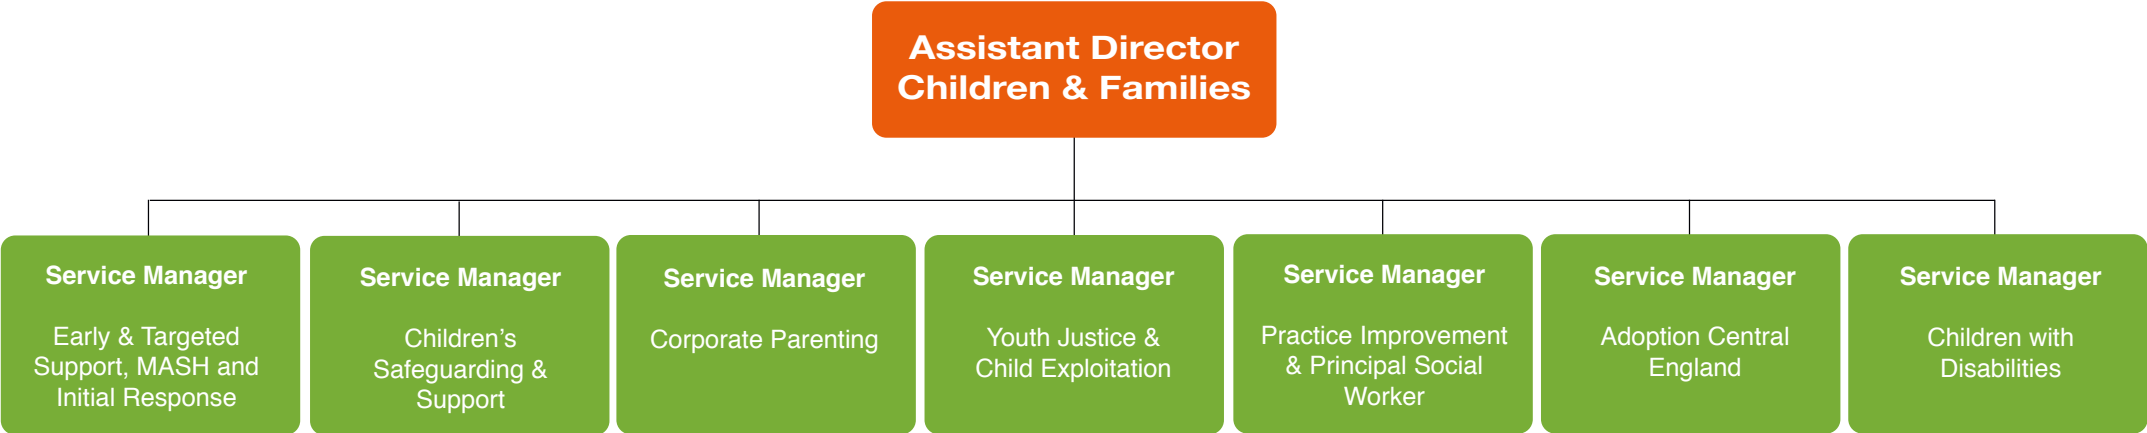 Assistant Director
Children & Families
Service Manager
Early & Targeted
Support, MASH and
Initial Response
Service Manager
Children’s
Safeguarding &
Support
Service Manager
Corporate Parenting
Service Manager
Youth Justice &
Child Exploitation
Service Manager
Practice Improvement
& Principal Social
Worker
Service Manager
Adoption Central
England
Service Manager
Children with
Disabilities